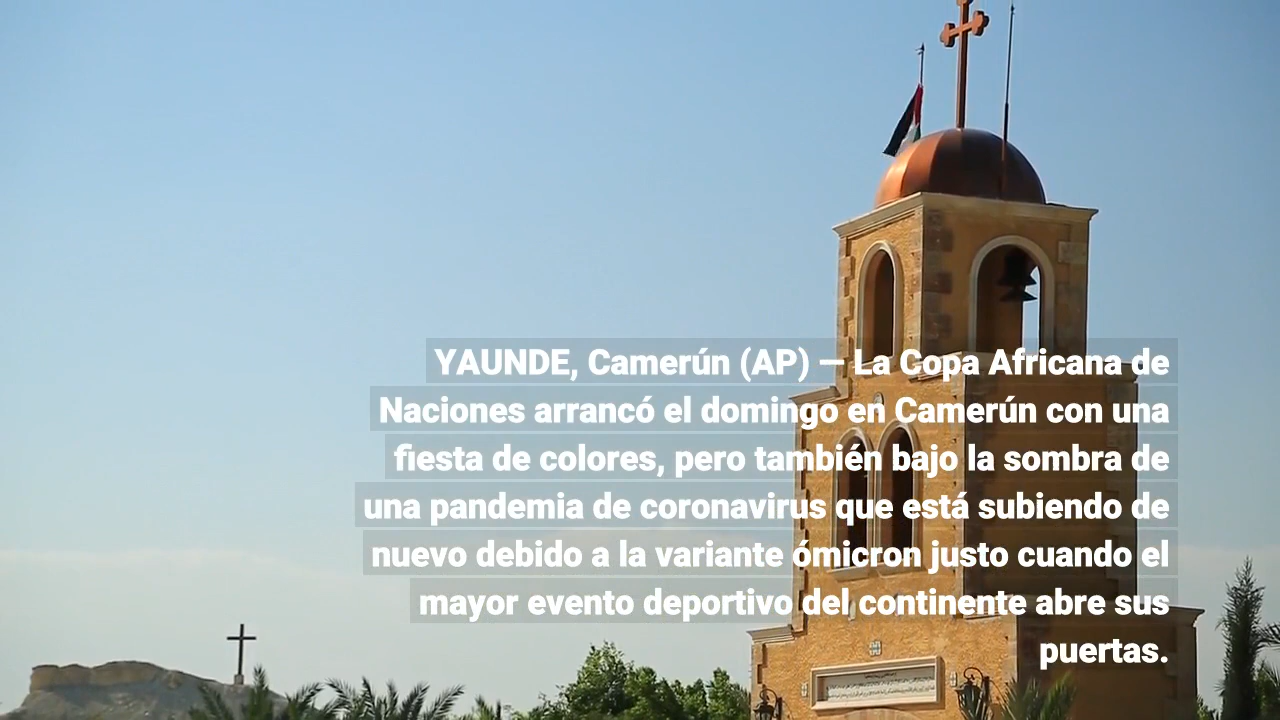 YAUNDE, Camerún (AP) — La Copa Africana de
Naciones arrancó el domingo en Camerún con una
fiesta de colores, pero también bajo la sombra de
una pandemia de coronavirus que está subiendo de
nuevo debido a la variante ómicron justo cuando el
mayor evento deportivo del continente abre sus
puertas.